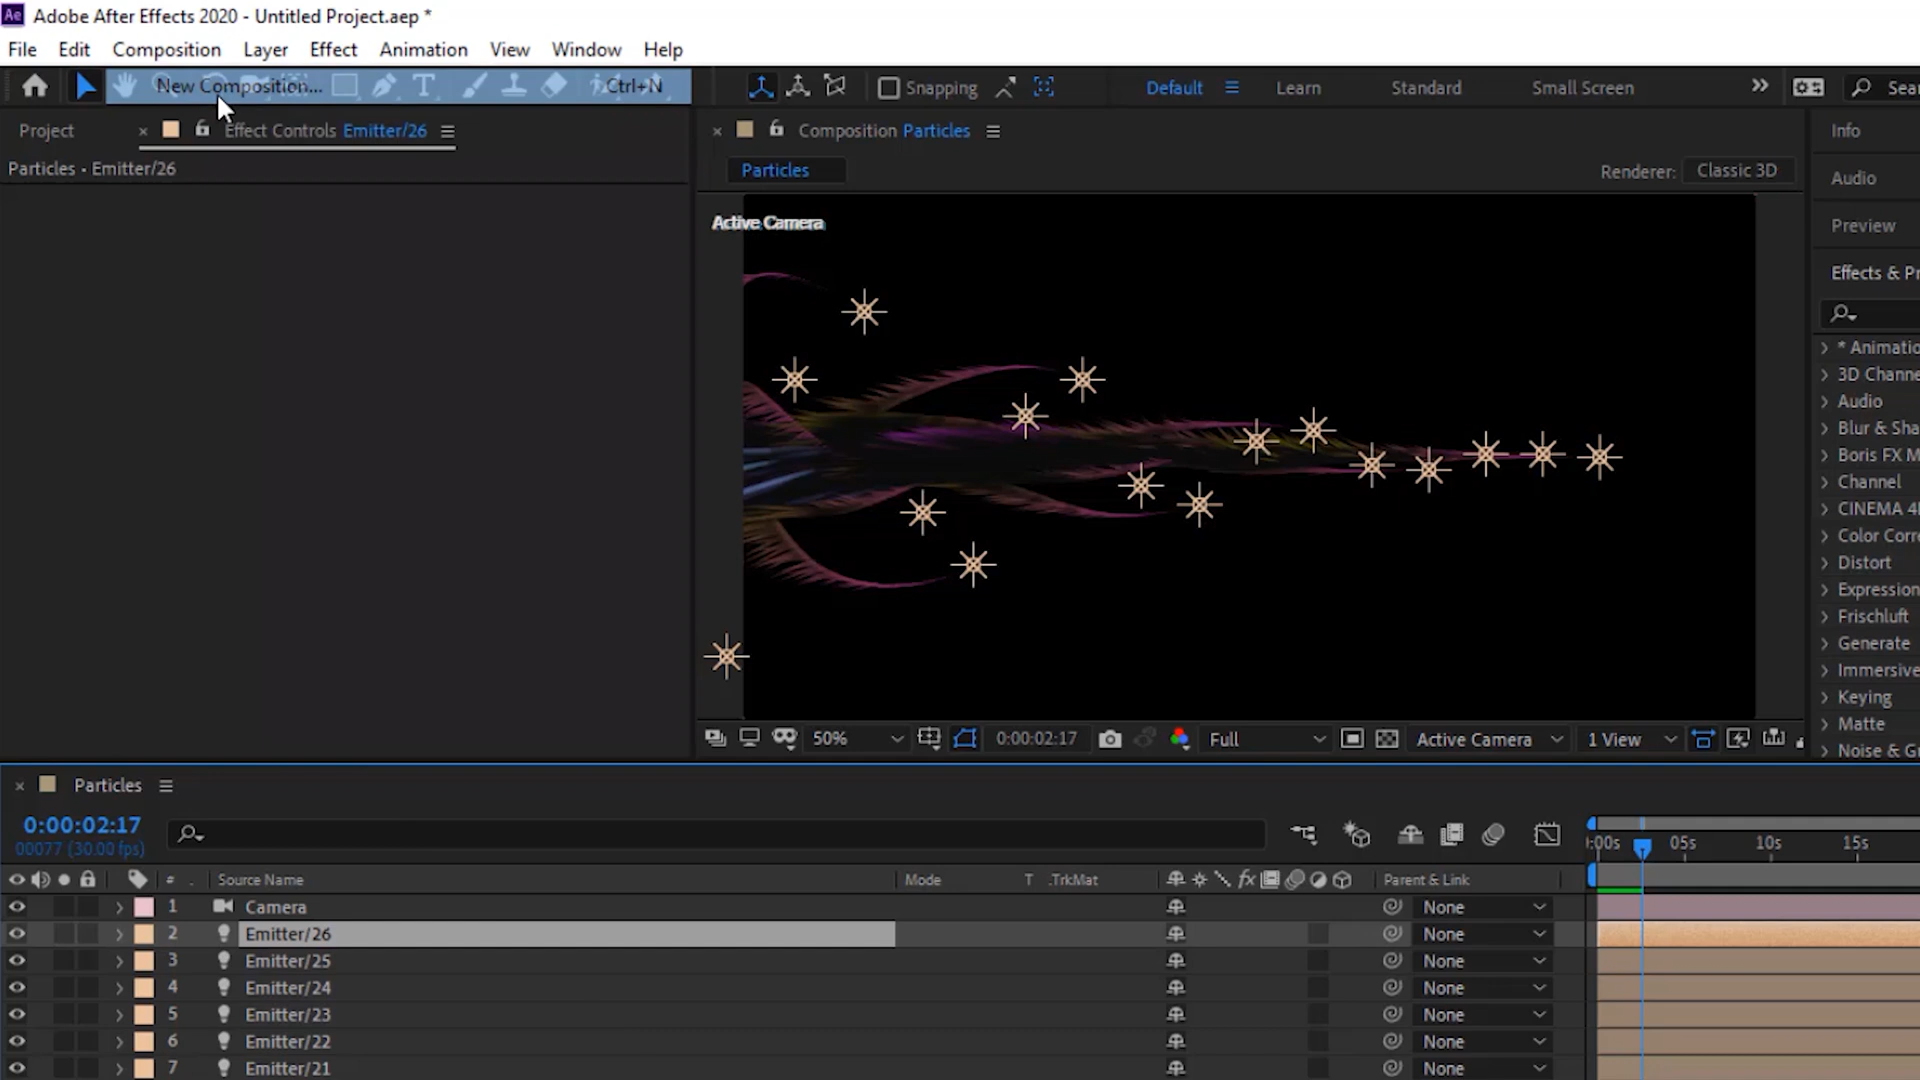 Ae Adobe After Effects 2020 - Untitled Project.aep *
File Edit Composition Layer Effect Animation View Window Help
New Composition... Ctrl+N
Snapping Default Learn Standard Small Screen
Project Effect Controls Emitter/26
Composition Particles
Info
Particles • Emitter/26
Particles
Renderer: Classic 3D
Audio
Active Camera
Preview
Effects &
* Animatio
3D Channe
Audio
Blur & Sha
Boris FX M
Channel
CINEMA 4
Color Corre
Distort
Expression
Frischluft
Generate
Immersive
Keying
Matte
Noise & G
50% 0:00:02:17 Full Active Camera 1 View
Particles
0:00:02:17
00077 (30.00 fps)
:00s 05s 10s 15s
# Source Name Mode T .TrkMat fx Parent & Link
1 Camera None
2 Emitter/26 None
3 Emitter/25 None
4 Emitter/24 None
5 Emitter/23 None
6 Emitter/22 None
7 Emitter/21 None